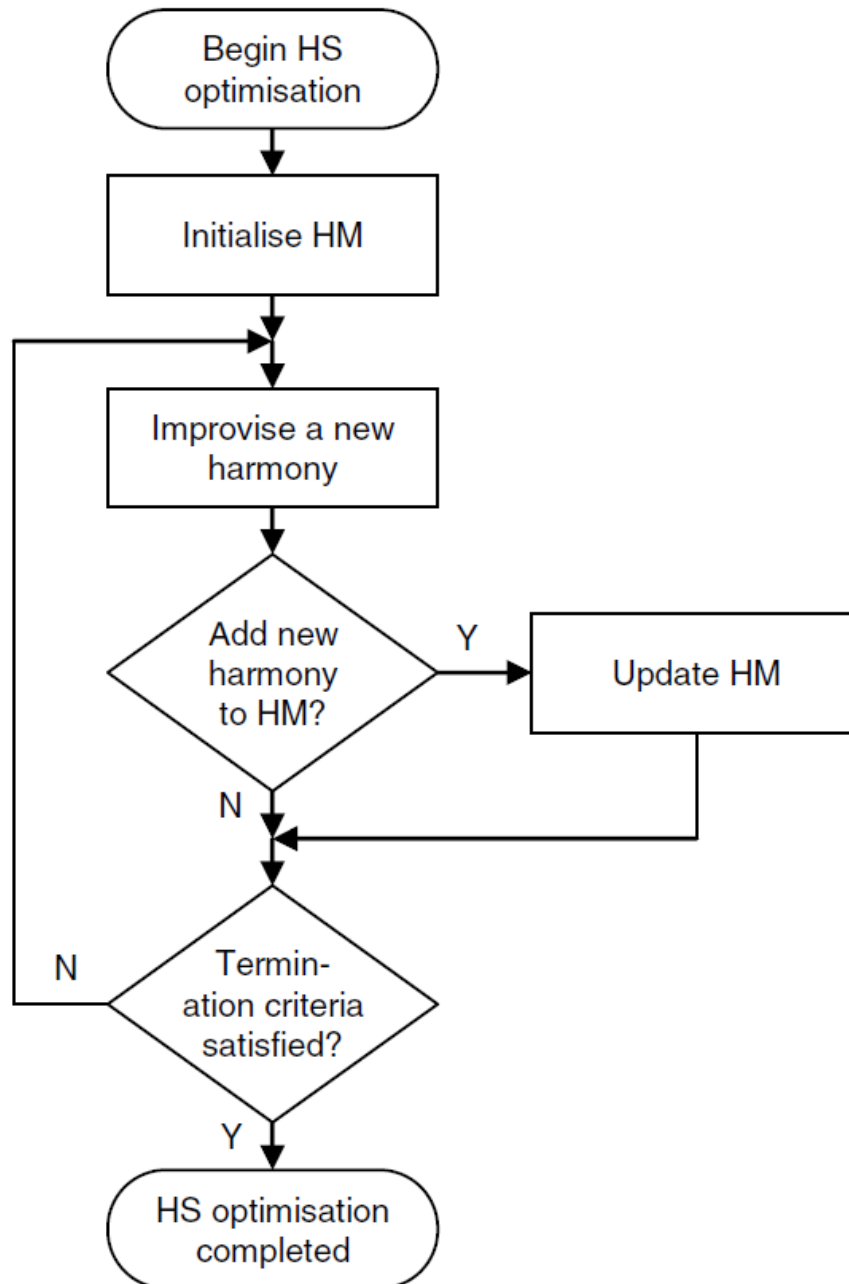 Begin HS
optimisation
Initialise HM
Improvise a new
harmony
Add new
harmony
to HM?
Y
Update HM
N
Termin-
ation criteria
satisfied?
N
Y
HS optimisation
completed